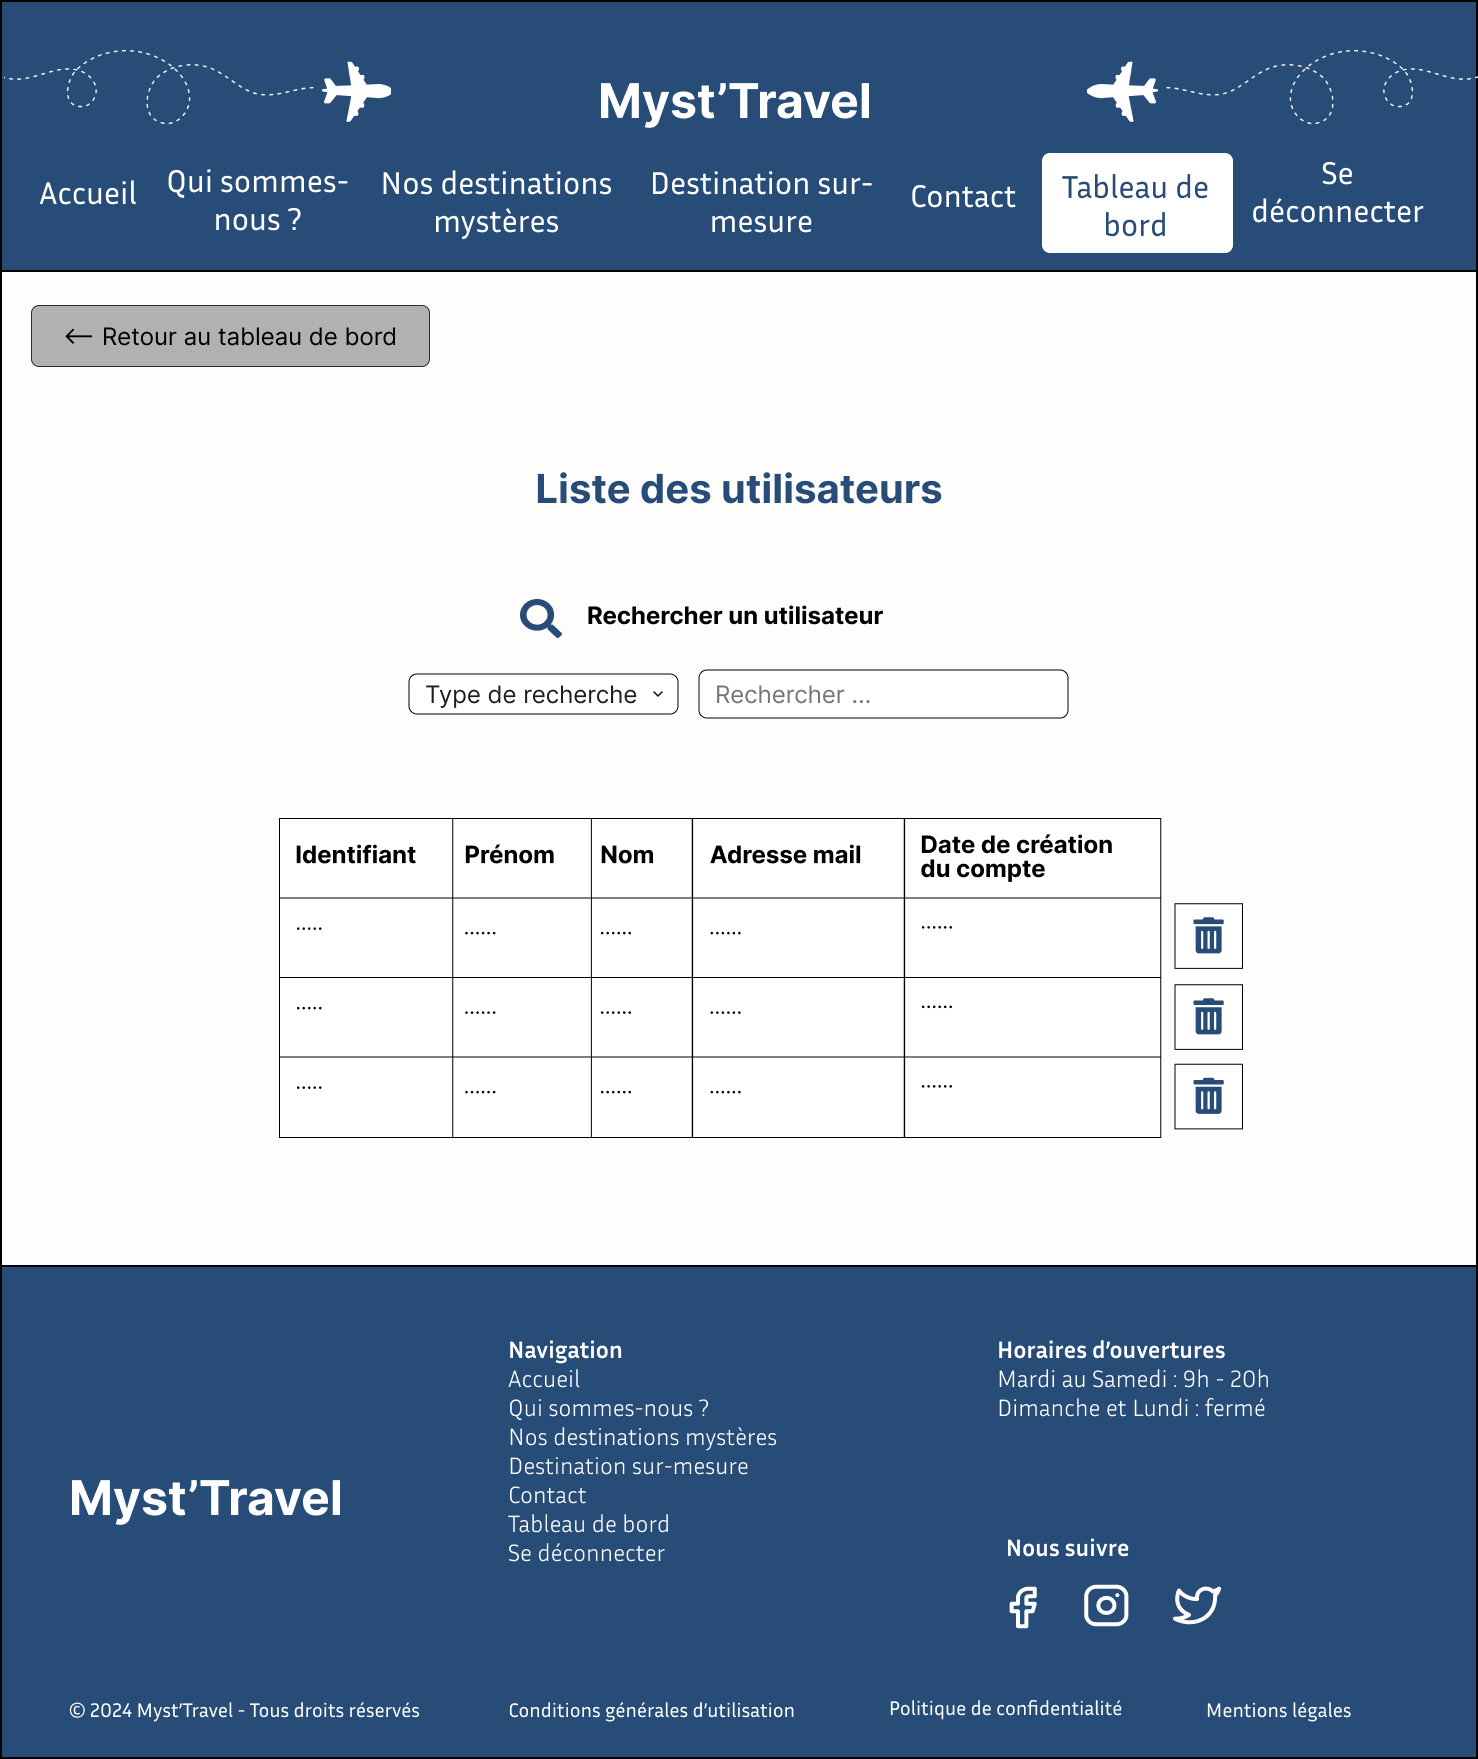 Myst’Travel
Accueil
Qui sommes-
nous ?
Nos destinations
mystères
Destination sur-
mesure
Contact
Tableau de
bord
Se
déconnecter
Retour au tableau de bord
Liste des utilisateurs
Rechercher un utilisateur
Type de recherche
Rechercher ...
Identifiant
Prénom
Nom
Adresse mail
Date de création
du compte
.....
......
......
......
......
.....
......
......
......
......
.....
......
......
......
......
Myst’Travel
Navigation
Accueil
Qui sommes-nous ?
Nos destinations mystères
Destination sur-mesure
Contact
Tableau de bord
Se déconnecter
Horaires d’ouvertures
Mardi au Samedi : 9h - 20h
Dimanche et Lundi : fermé
Nous suivre
© 2024 Myst’Travel - Tous droits réservés
Conditions générales d’utilisation
Politique de confidentialité
Mentions légales